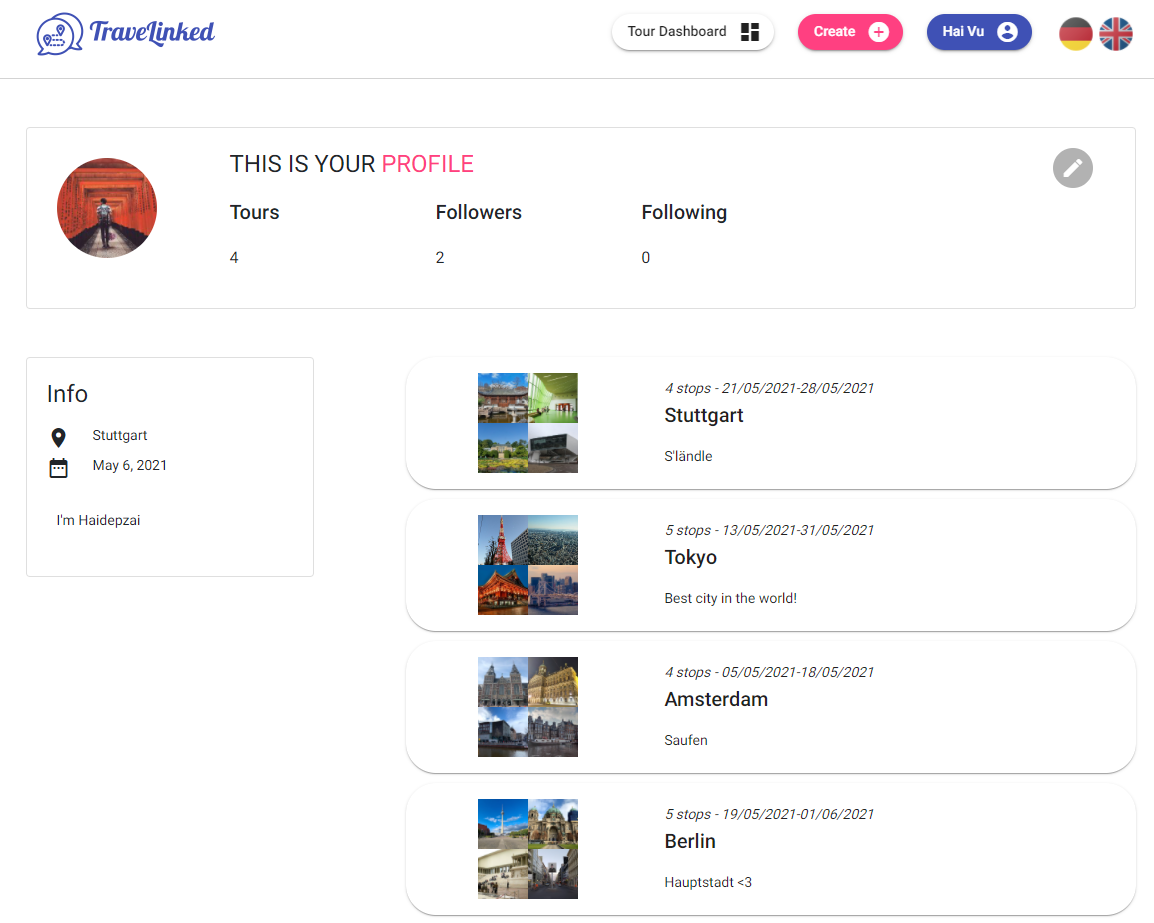 TraveLinked
Tour Dashboard
Create
Hai Vu
THIS IS YOUR PROFILE
Tours Followers Following
4 2 0
Info
Stuttgart
May 6, 2021
I'm Haidepzai
4 stops - 21/05/2021-28/05/2021
Stuttgart
S'ländle
5 stops - 13/05/2021-31/05/2021
Tokyo
Best city in the world!
4 stops - 05/05/2021-18/05/2021
Amsterdam
Saufen
5 stops - 19/05/2021-01/06/2021
Berlin
Hauptstadt <3